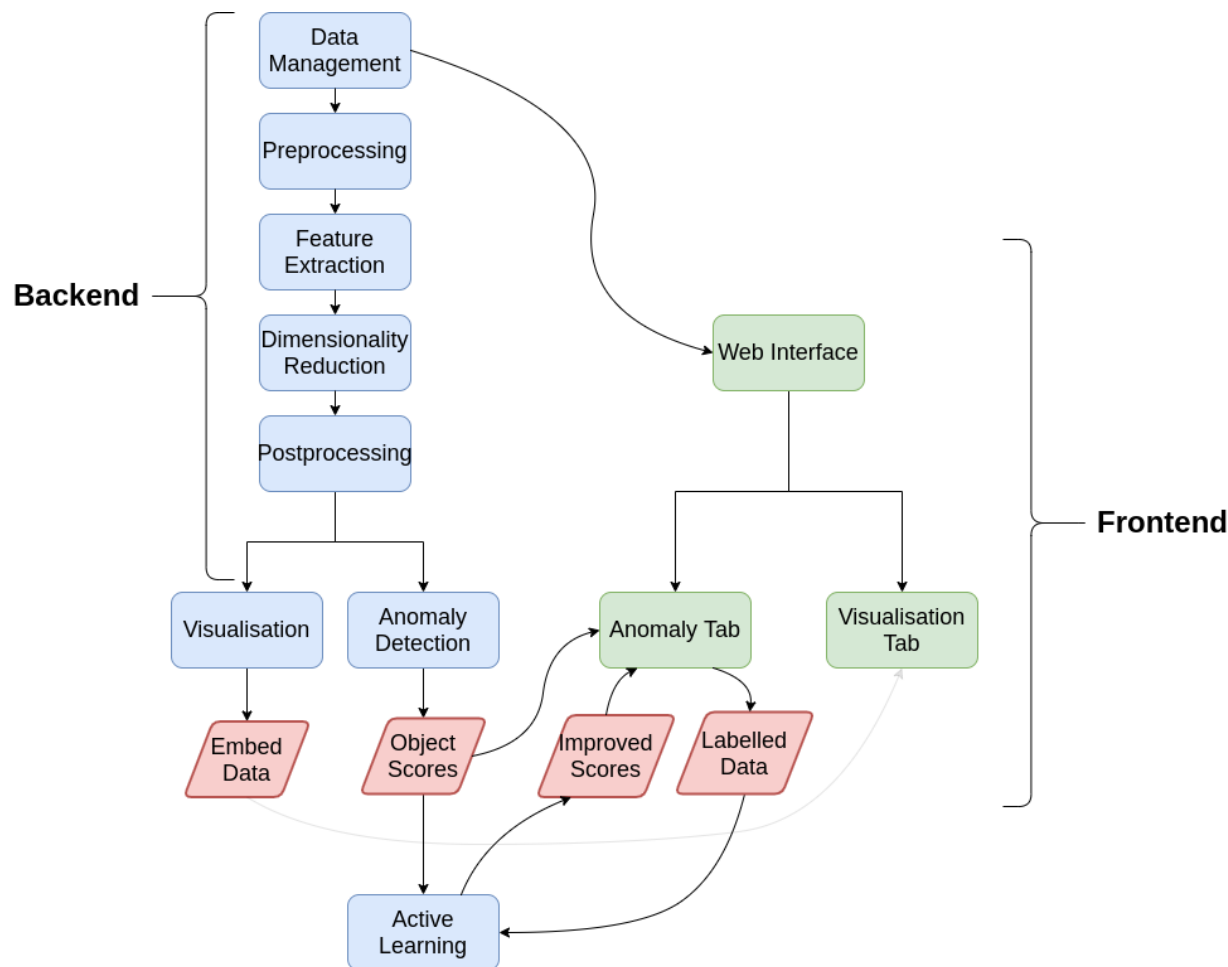 Data
Management
Preprocessing
Feature
Extraction
Backend
Dimensionality
Reduction
Web Interface
Postprocessing
Frontend
Visualisation
Anomaly
Detection
Anomaly Tab
Visualisation
Tab
Embed
Data
Object
Scores
Improved
Scores
Labelled
Data
Active
Learning